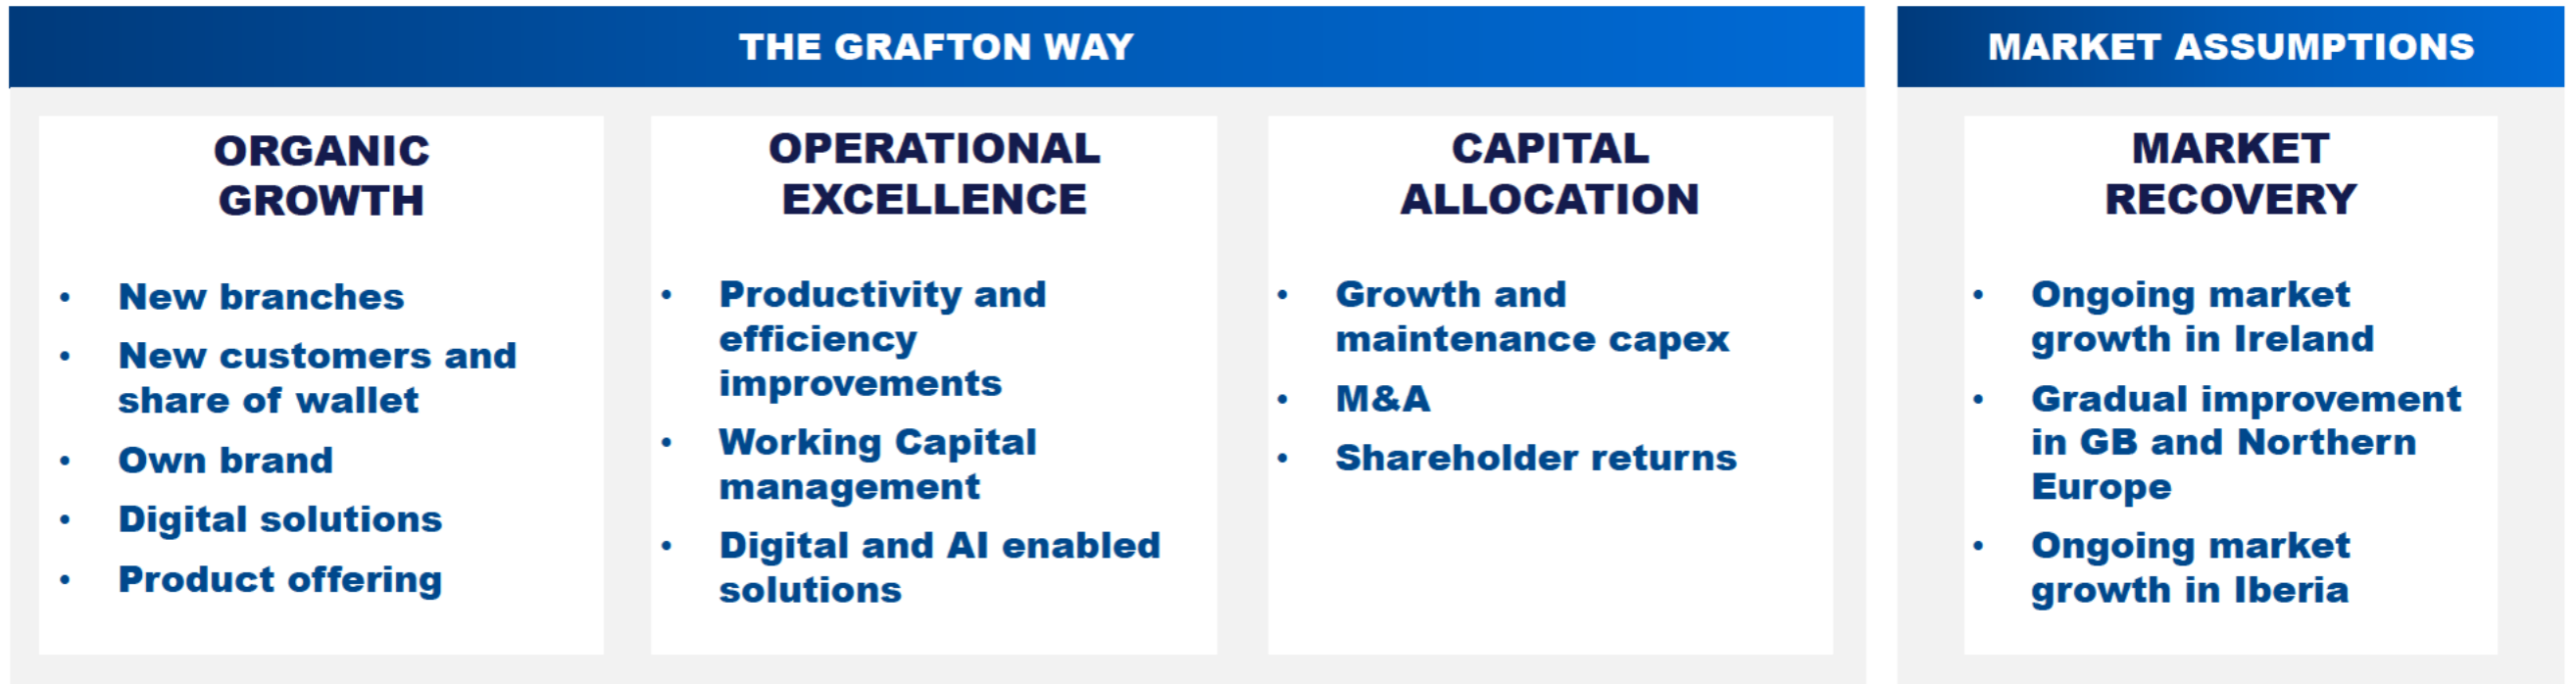 THE GRAFTON WAY
ORGANIC
GROWTH
• New branches
• New customers and
share of wallet
• Own brand
• Digital solutions
• Product offering
OPERATIONAL
EXCELLENCE
• Productivity and
efficiency
improvements
• Working Capital
management
• Digital and AI enabled
solutions
CAPITAL
ALLOCATION
• Growth and
maintenance capex
• M&A
• Shareholder returns
MARKET ASSUMPTIONS
MARKET
RECOVERY
• Ongoing market
growth in Ireland
• Gradual improvement
in GB and Northern
Europe
• Ongoing market
growth in Iberia